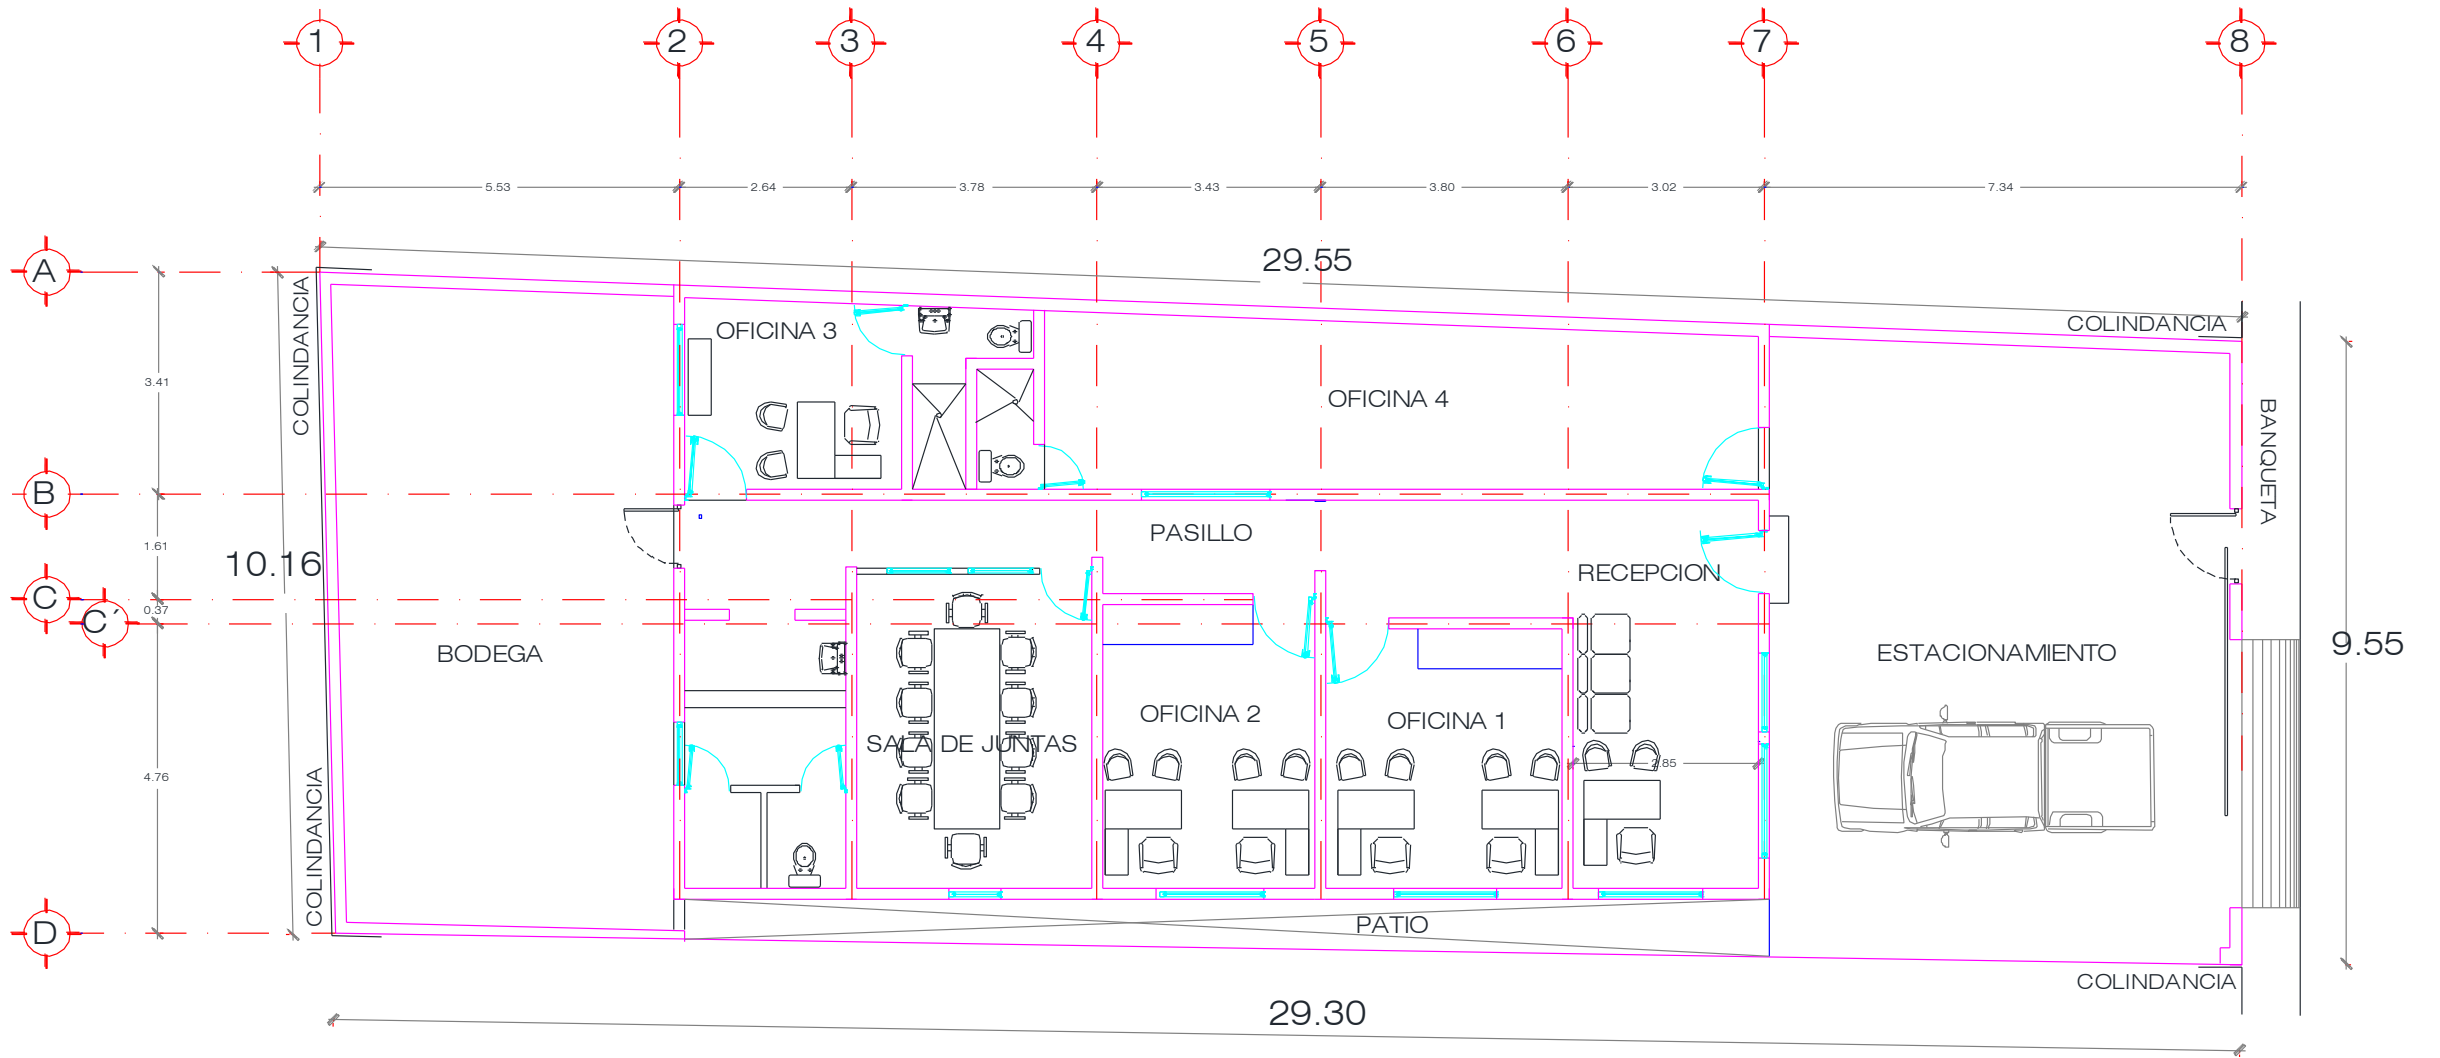 1 2 3 4 5 6 7 8
5.53 2.64 3.78 3.43 3.80 3.02 7.34
29.55
A
B
C
C´
D
3.41
1.61
0.37
4.76
10.16
COLINDANCIA
COLINDANCIA
COLINDANCIA
COLINDANCIA
BANQUETA
9.55
OFICINA 3
OFICINA 4
PASILLO
RECEPCION
BODEGA
ESTACIONAMIENTO
SALA DE JUNTAS
OFICINA 2
OFICINA 1
2.85
PATIO
29.30